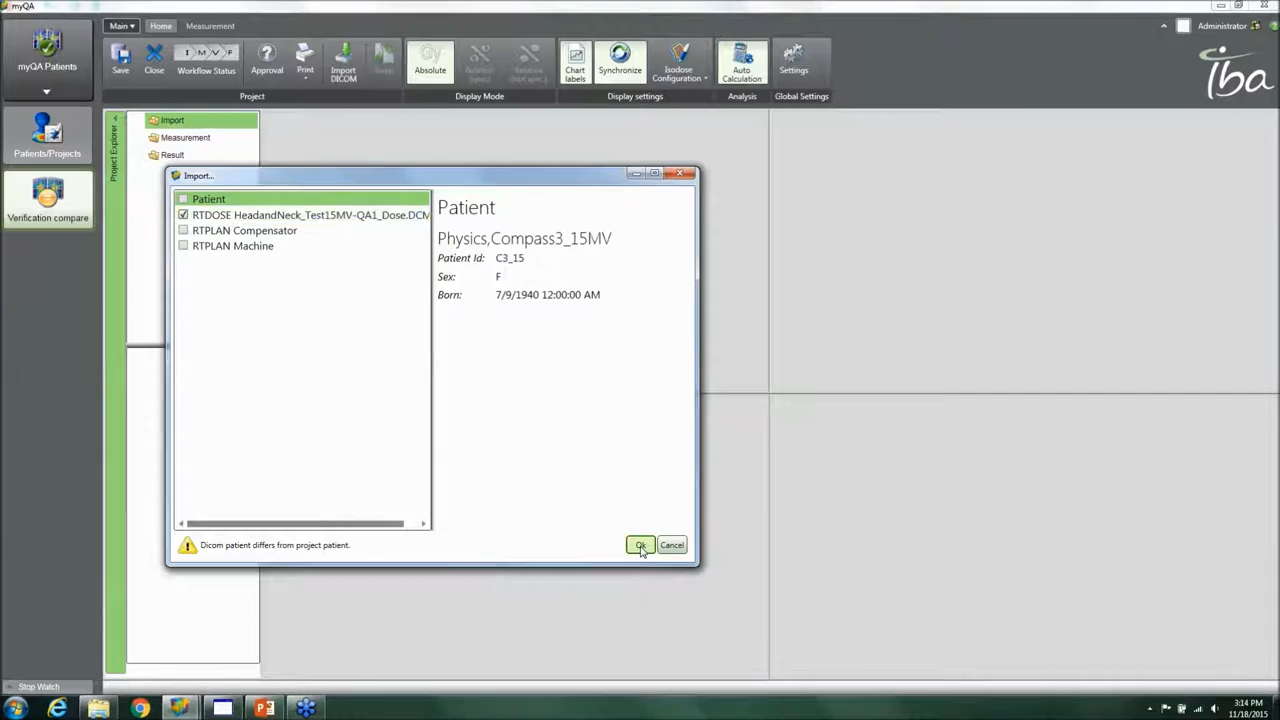 myQA
Main
Home
Measurement
Administrator
myQA Patients
Save
Close
I M V F
Workflow Status
Approval
Print
Import
DICOM
Gy
Absolute
Chart
labels
Synchronize
Isodose
Configuration
Auto
Calculation
Settings
Project
Display Mode
Display settings
Analysis
Global Settings
iba
Patients/Projects
Verification compare
Project Explorer
Import
Measurement
Result
Import...
Patient
RTDOSE HeadandNeck_Test15MV-QA1_Dose.DCM
RTPLAN Compensator
RTPLAN Machine
Patient
Physics,Compass3_15MV
Patient Id: C3_15
Sex: F
Born: 7/9/1940 12:00:00 AM
Dicom patient differs from project patient.
Ok
Cancel
Stop Watch
3:14 PM
11/18/2015